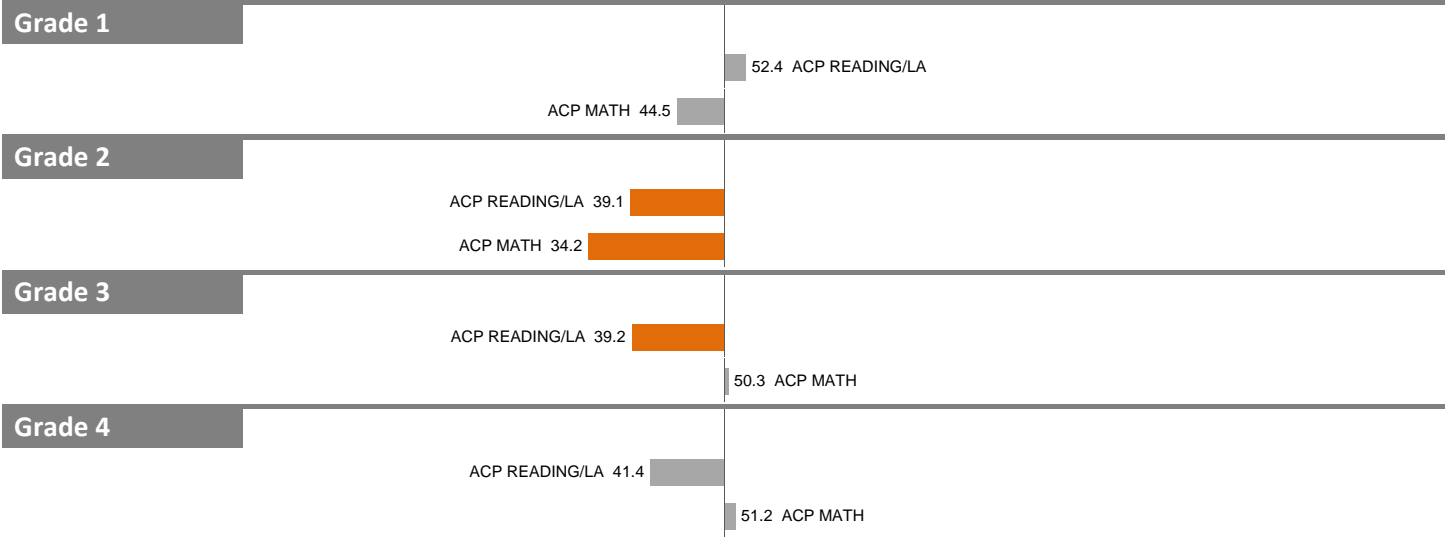 Grade 1
52.4 ACP READING/LA
ACP MATH 44.5
Grade 2
ACP READING/LA 39.1
ACP MATH 34.2
Grade 3
ACP READING/LA 39.2
50.3 ACP MATH
Grade 4
ACP READING/LA 41.4
51.2 ACP MATH